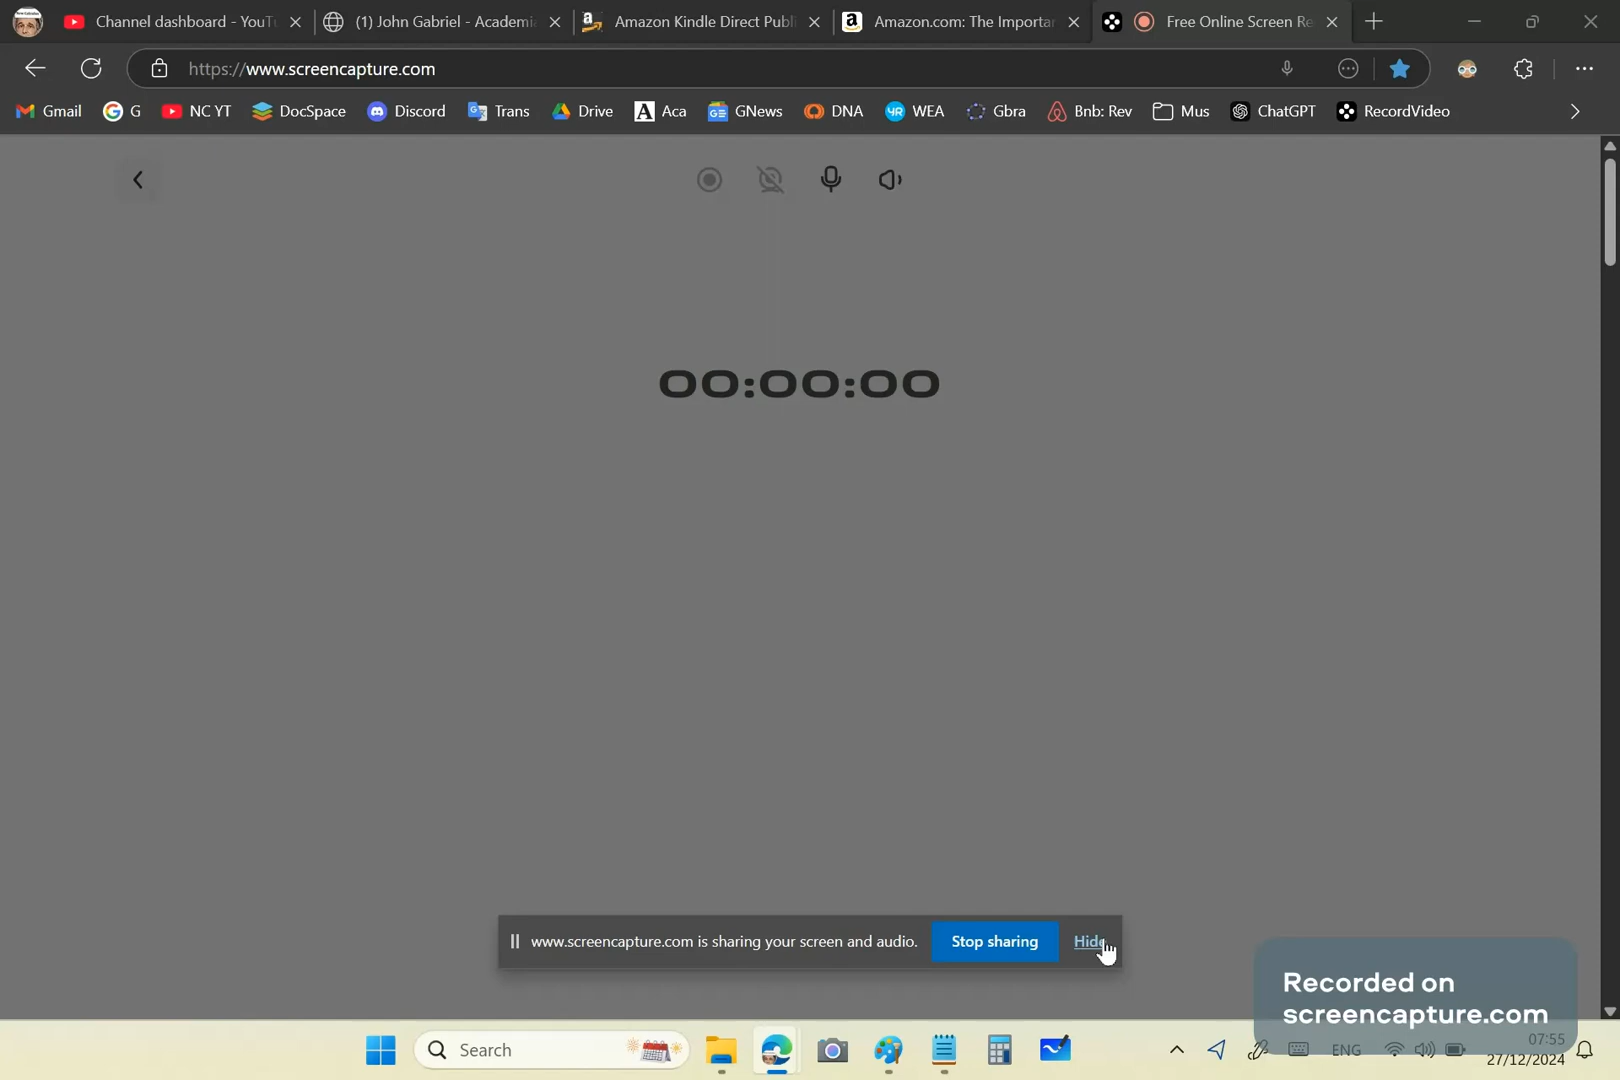 Channel dashboard - YouTu
(1) John Gabriel - Academi
Amazon Kindle Direct Publi
Amazon.com: The Importan
Free Online Screen Re
https://www.screencapture.com
Gmail
G
NC YT
DocSpace
Discord
Trans
Drive
Aca
GNews
DNA
WEA
Gbra
Bnb: Rev
Mus
ChatGPT
RecordVideo
00:00:00
www.screencapture.com is sharing your screen and audio.
Stop sharing
Hide
Recorded on
screencapture.com
Search
ENG
07:55
27/12/2024